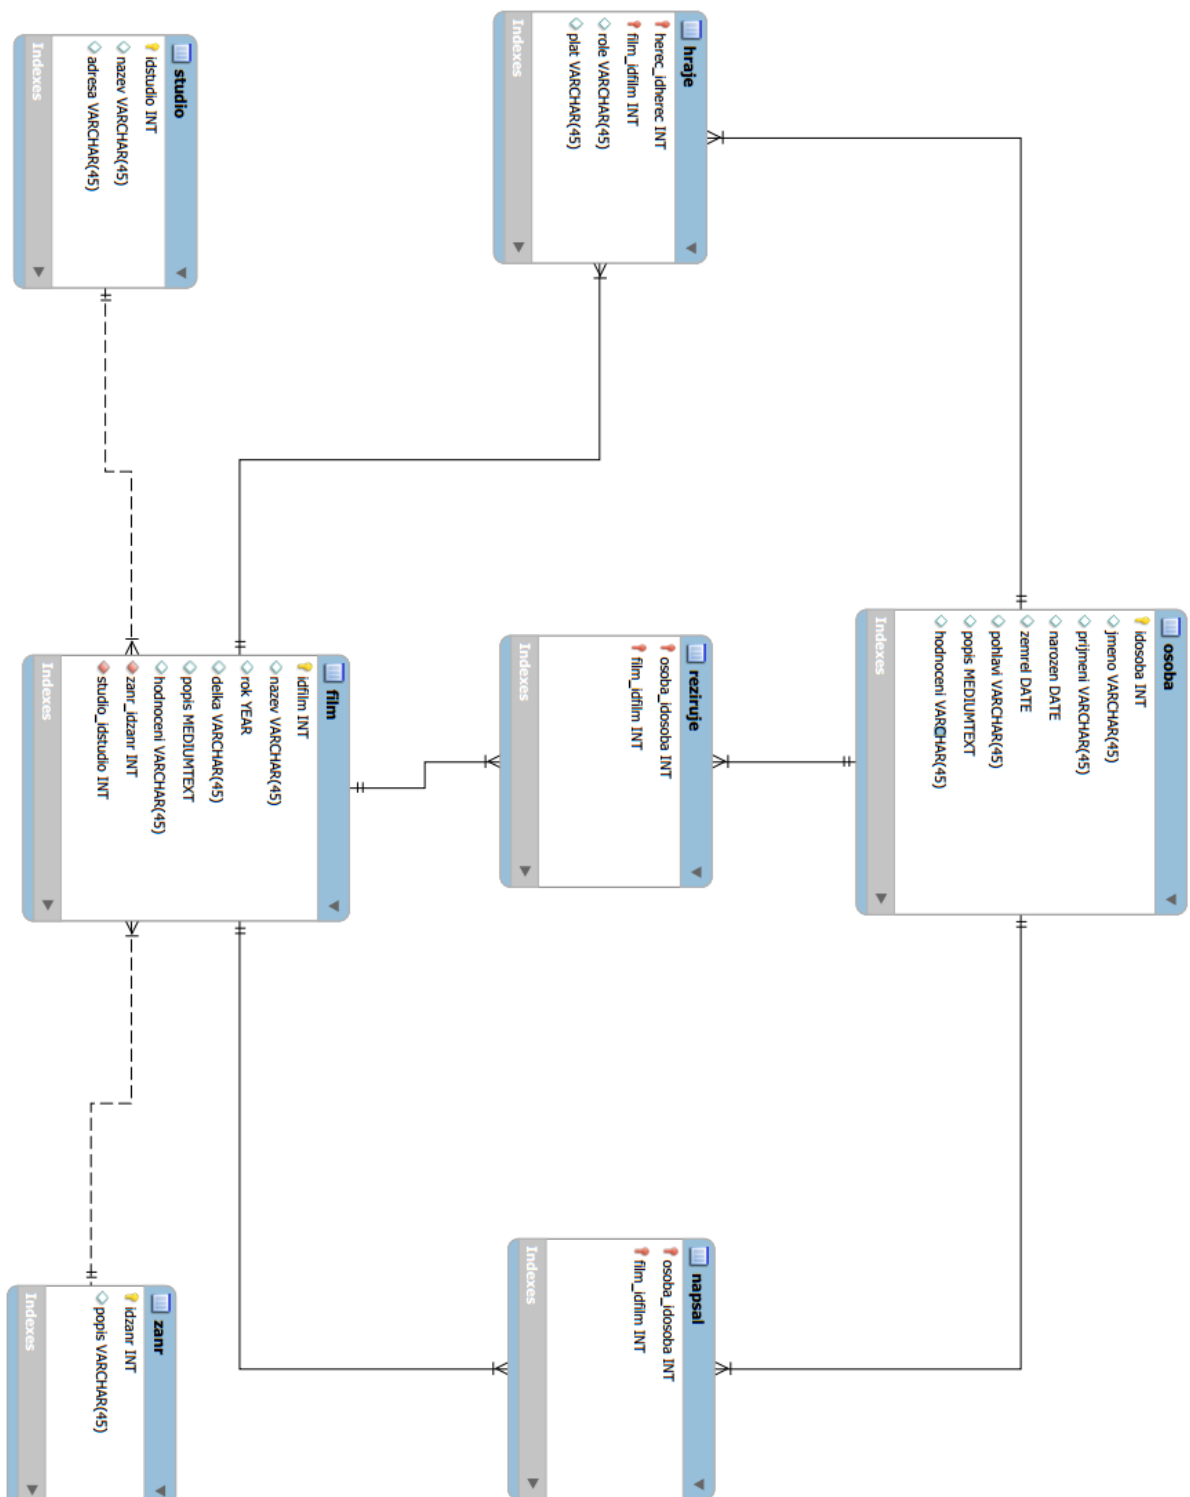 osoba
idosoba INT
jmeno VARCHAR(45)
prijmeni VARCHAR(45)
narozen DATE
zemrel DATE
pohlavi VARCHAR(45)
popis MEDIUMTEXT
hodnoceni VARCHAR(45)
Indexes
hraje
herec_idherec INT
film_idfilm INT
role VARCHAR(45)
plat VARCHAR(45)
Indexes
reziruje
osoba_idosoba INT
film_idfilm INT
Indexes
napsal
osoba_idosoba INT
film_idfilm INT
Indexes
studio
idstudio INT
nazev VARCHAR(45)
adresa VARCHAR(45)
Indexes
film
idfilm INT
nazev VARCHAR(45)
rok YEAR
delka VARCHAR(45)
popis MEDIUMTEXT
hodnoceni VARCHAR(45)
zanr_idzanr INT
studio_idstudio INT
Indexes
zanr
idzanr INT
popis VARCHAR(45)
Indexes